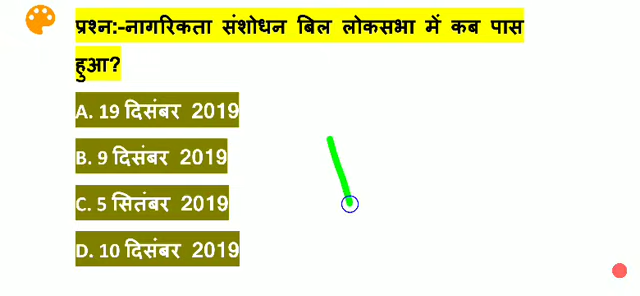 प्रश्न:-नागरिकता संशोधन बिल लोकसभा में कब पास
हुआ?
A. 19 दिसंबर 2019
B. 9 दिसंबर 2019
C. 5 सितंबर 2019
D. 10 दिसंबर 2019